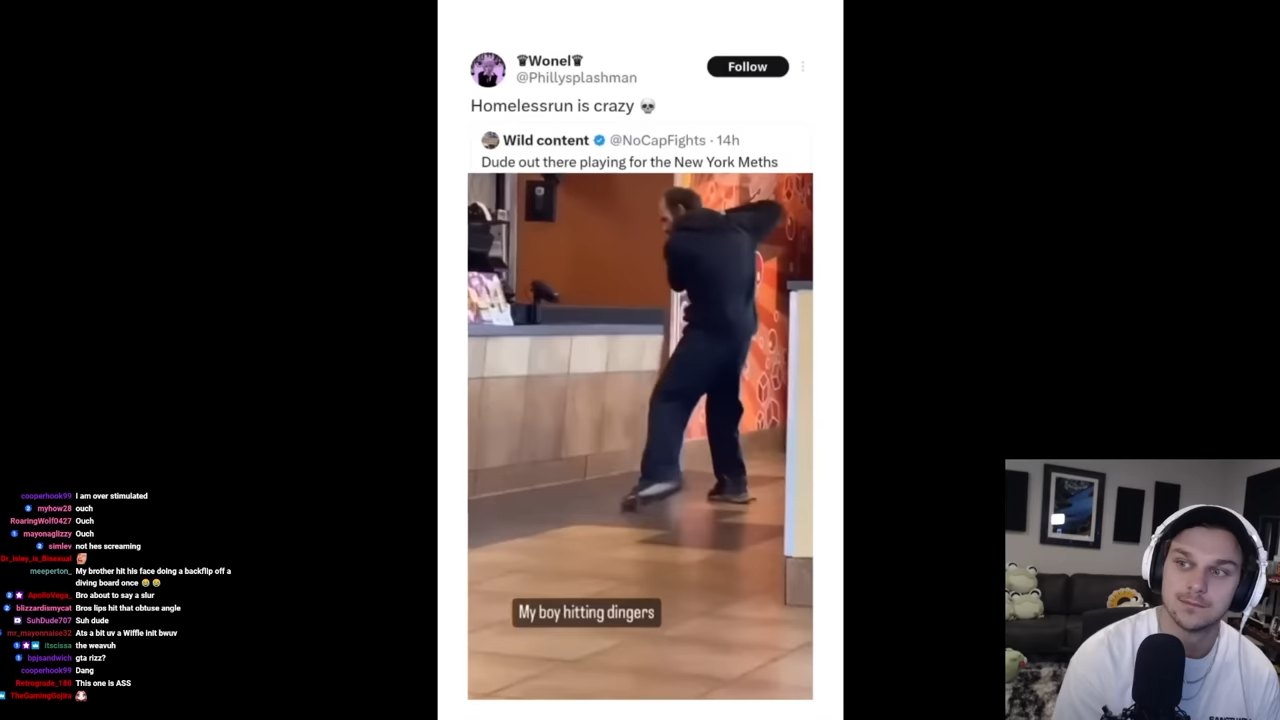 ♛Wonel♛
@Phillysplashman
Follow
Homelessrun is crazy 💀
Wild content @NoCapFights · 14h
Dude out there playing for the New York Meths
My boy hitting dingers
cooperhook99 I am over stimulated
myhow28 ouch
RoaringWolf0427 Ouch
mayonaglizzy Ouch
simlev not hes screaming
meeperton_ My brother hit his face doing a backflip off a
diving board once
ApolloVega_ Bro about to say a slur
blizzardismycat Bros lips hit that obtuse angle
SuhDude707 Suh dude
mr_mayonnaise32 Ats a bit uv a Wiffle init bwuv
itscissa the weavuh
bpjsandwich gta rizz?
cooperhook99 Dang
Retrograde_180 This one is ASS
TheGamingGojira